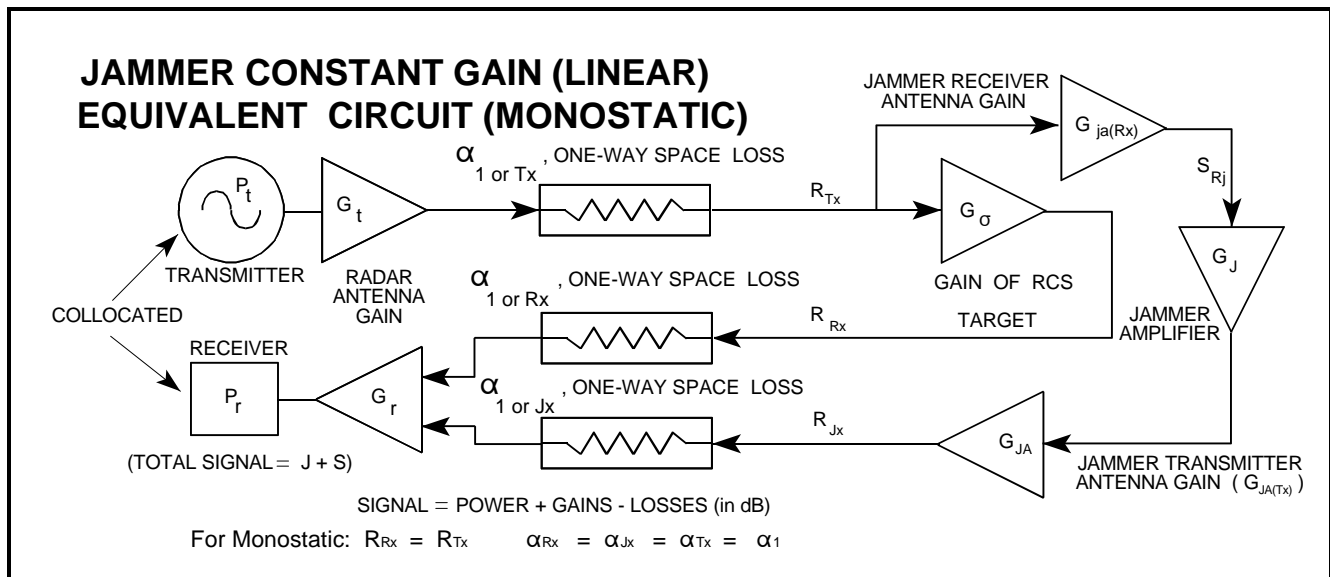 JAMMER CONSTANT GAIN (LINEAR)
EQUIVALENT CIRCUIT (MONOSTATIC)
JAMMER RECEIVER
ANTENNA GAIN
G ja(Rx)
α 1 or Tx , ONE-WAY SPACE LOSS
P t
G t
R Tx
G σ
S Rj
G J
TRANSMITTER
RADAR
ANTENNA
GAIN
COLLOCATED
α 1 or Rx , ONE-WAY SPACE LOSS
R Rx
GAIN OF RCS
TARGET
JAMMER
AMPLIFIER
RECEIVER
P r
G r
α 1 or Jx , ONE-WAY SPACE LOSS
R Jx
G JA
JAMMER TRANSMITTER
ANTENNA GAIN ( G JA(Tx) )
(TOTAL SIGNAL = J + S)
SIGNAL = POWER + GAINS - LOSSES (in dB)
For Monostatic: R Rx = R Tx α Rx = α Jx = α Tx = α 1